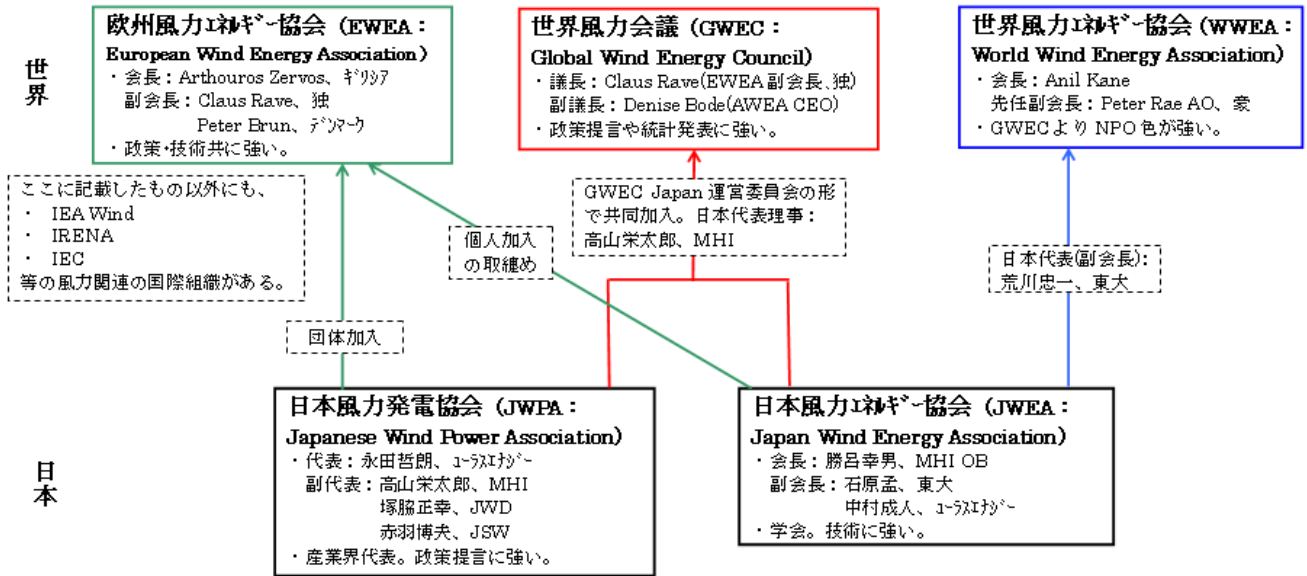 世界
欧州風力ｴﾈﾙｷﾞｰ協会（EWEA：
European Wind Energy Association）
・会長：Arthouros Zervos、ｷﾞﾘｼｱ
副会長：Claus Rave、独
Peter Brun、ﾃﾞﾝﾏｰｸ
・政策・技術共に強い。
世界風力会議（GWEC：
Global Wind Energy Council）
・議長：Claus Rave(EWEA 副会長、独)
副議長：Denise Bode(AWEA CEO)
・政策提言や統計発表に強い。
世界風力ｴﾈﾙｷﾞｰ協会（WWEA：
World Wind Energy Association）
・会長：Anil Kane
先任副会長：Peter Rae AO、豪
・GWECより NPO 色が強い。
ここに記載したもの以外にも、
・ IEA Wind
・ IRENA
・ IEC
等の風力関連の国際組織がある。
団体加入
個人加入
の取纏め
GWEC Japan 運営委員会の形
で共同加入。日本代表理事：
高山栄太郎、MHI
日本代表(副会長)：
荒川忠一、東大
日本
日本風力発電協会（JWPA：
Japanese Wind Power Association）
・代表：永田哲朗、ﾕｰﾗｽｴﾅｼﾞｰ
副代表：高山栄太郎、MHI
塚脇正幸、JWD
赤羽博夫、JSW
・産業界代表。政策提言に強い。
日本風力ｴﾈﾙｷﾞｰ協会（JWEA：
Japan Wind Energy Association）
・会長：勝呂幸男、MHI OB
副会長：石原孟、東大
中村成人、ﾕｰﾗｽｴﾅｼﾞｰ
・学会。技術に強い。